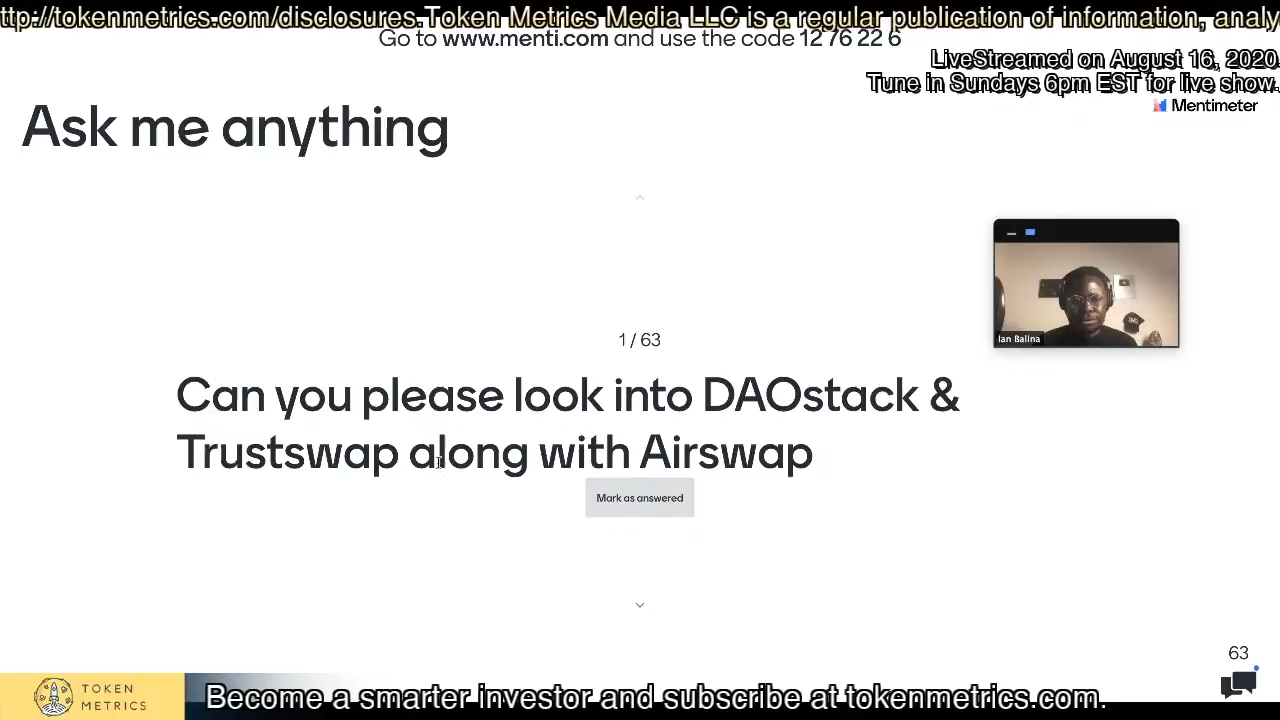 ttp://tokenmetrics.com/disclosures.Token Metrics Media LLC is a regular publication of information, analy
Go to www.menti.com and use the code 12 76 22 6
LiveStreamed on August 16, 2020.
Tune in Sundays 6pm EST for live show.
Mentimeter
Ask me anything
Ian Balina
1 / 63
Can you please look into DAOstack &
Trustswap along with Airswap
Mark as answered
63
TOKEN
METRICS
Become a smarter investor and subscribe at tokenmetrics.com.